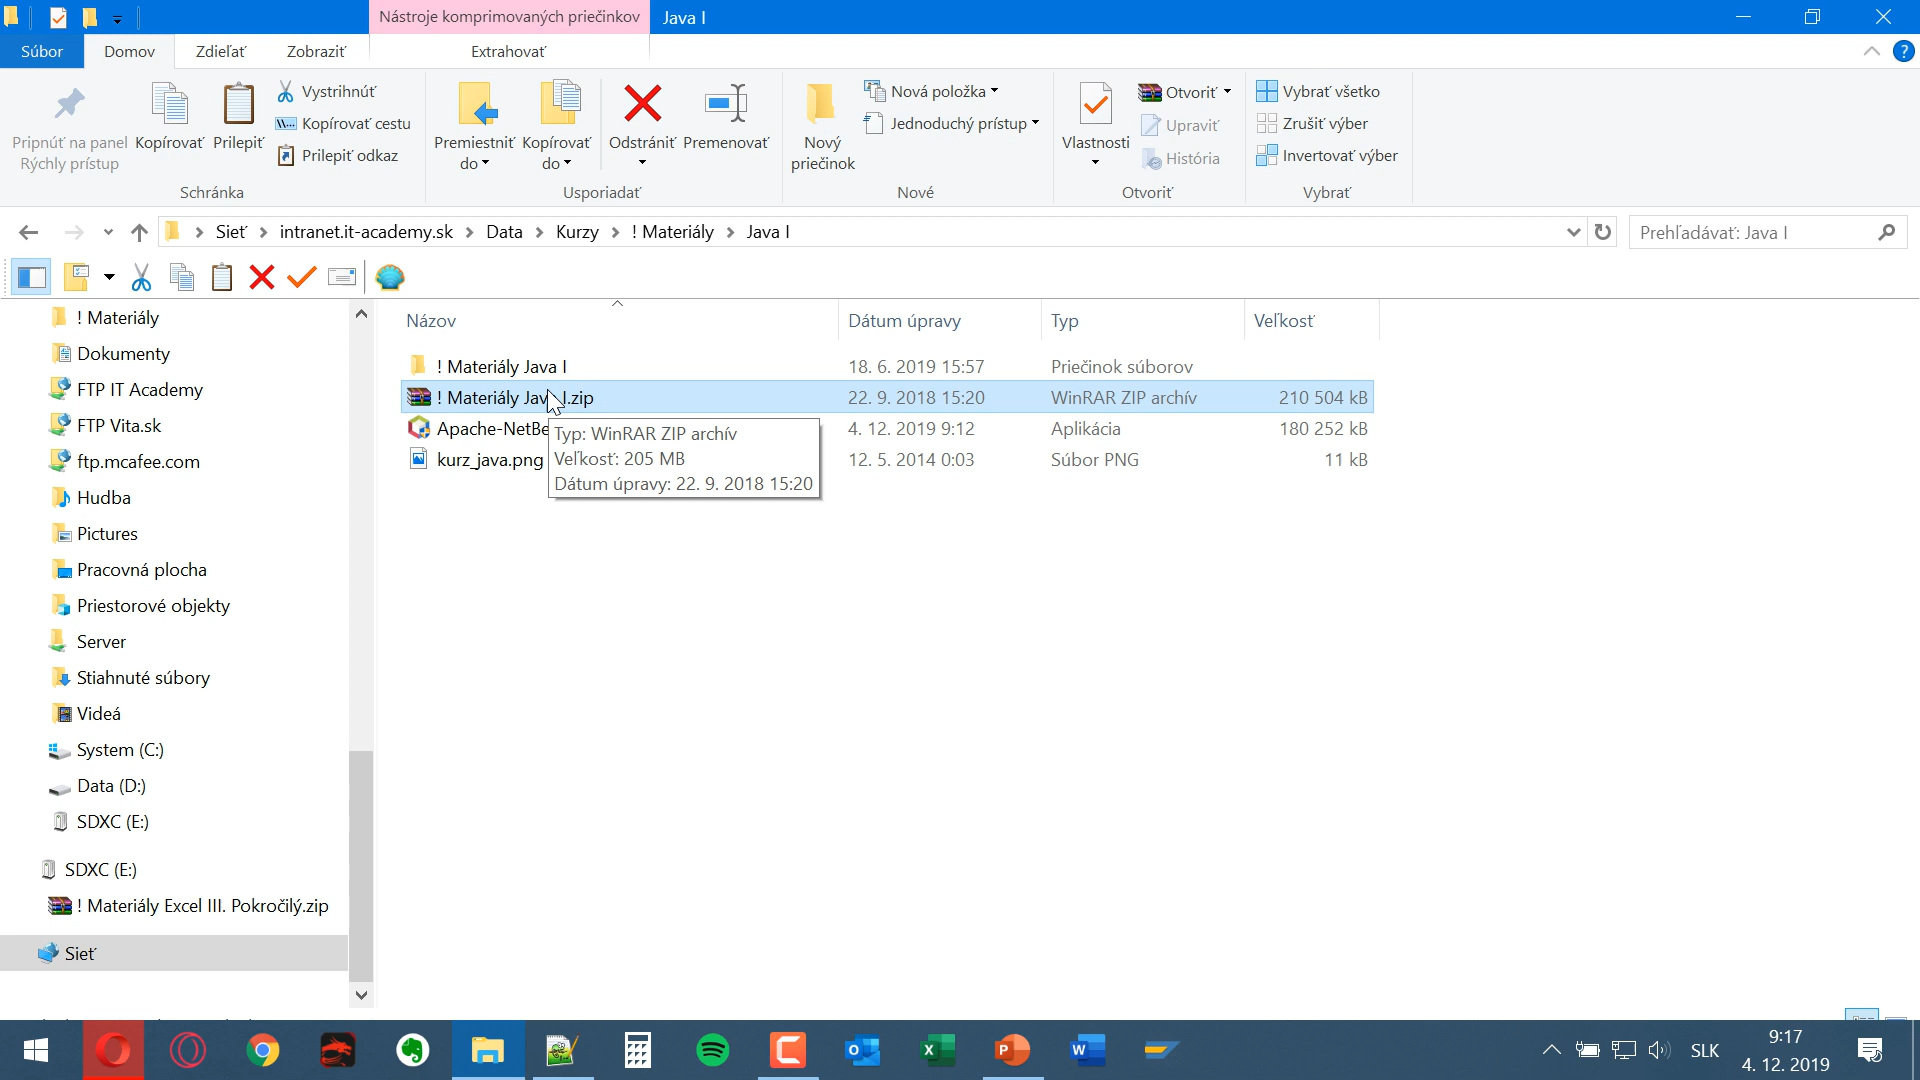 Nástroje komprimovaných priečinkov
Java I
Súbor
Domov
Zdieľať
Zobraziť
Extrahovať
Pripnúť na panel
Rýchly prístup
Kopírovať
Prilepiť
Vystrihnúť
Kopírovať cestu
Prilepiť odkaz
Schránka
Premiestniť
do
Kopírovať
do
Odstrániť
Premenovať
Usporiadať
Nový
priečinok
Nová položka
Jednoduchý prístup
Nové
Vlastnosti
Otvoriť
Upraviť
História
Otvoriť
Vybrať všetko
Zrušiť výber
Invertovať výber
Vybrať
Sieť
intranet.it-academy.sk
Data
Kurzy
! Materiály
Java I
Prehľadávať: Java I
! Materiály
Dokumenty
FTP IT Academy
FTP Vita.sk
ftp.mcafee.com
Hudba
Pictures
Pracovná plocha
Priestorové objekty
Server
Stiahnuté súbory
Videá
System (C:)
Data (D:)
SDXC (E:)
SDXC (E:)
! Materiály Excel III. Pokročilý.zip
Sieť
Názov Dátum úpravy Typ Veľkosť
! Materiály Java I 18. 6. 2019 15:57 Priečinok súborov
! Materiály Jav I.zip 22. 9. 2018 15:20 WinRAR ZIP archív 210 504 kB
Apache-NetBe 4. 12. 2019 9:12 Aplikácia 180 252 kB
kurz_java.png 12. 5. 2014 0:03 Súbor PNG 11 kB
Typ: WinRAR ZIP archív
Veľkosť: 205 MB
Dátum úpravy: 22. 9. 2018 15:20
SLK
9:17
4. 12. 2019